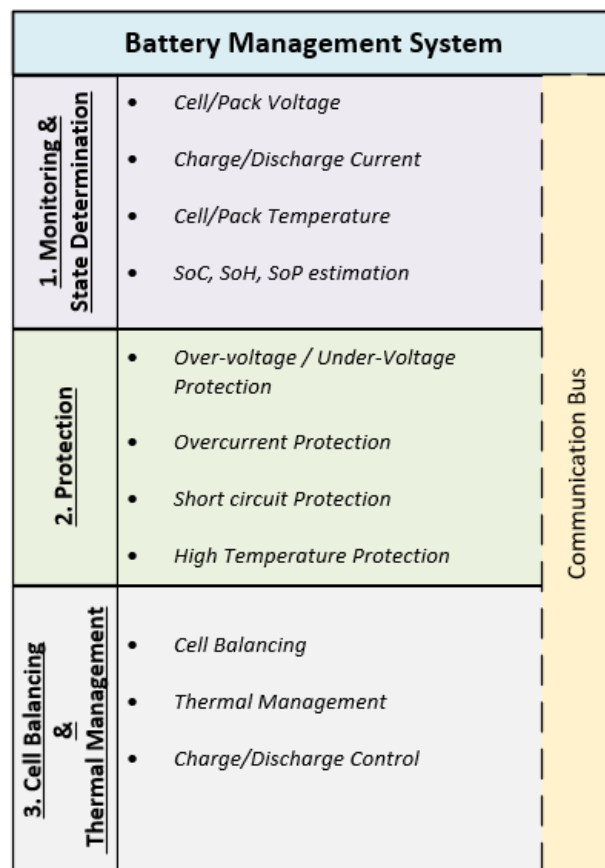 Battery Management System
1. Monitoring &
State Determination
• Cell/Pack Voltage
• Charge/Discharge Current
• Cell/Pack Temperature
• SoC, SoH, SoP estimation
2. Protection
• Over-voltage / Under-Voltage
Protection
• Overcurrent Protection
• Short circuit Protection
• High Temperature Protection
3. Cell Balancing
&
Thermal Management
• Cell Balancing
• Thermal Management
• Charge/Discharge Control
Communication Bus